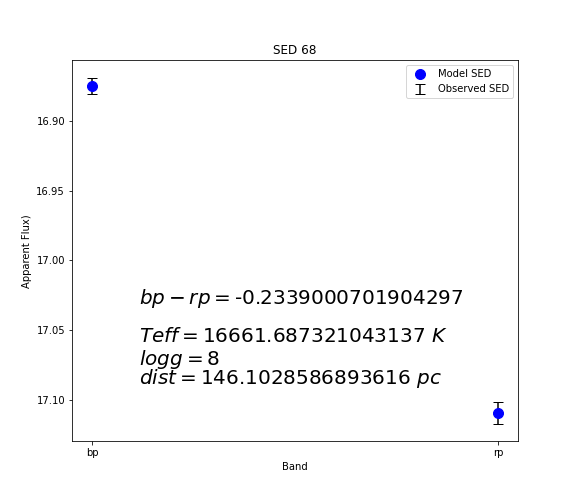 SED 68
Model SED
Observed SED
16.90
16.95
17.00
17.05
17.10
Apparent Flux)
bp − rp = -0.2339000701904297
Teff = 16661.687321043137 K
logg = 8
dist = 146.1028586893616 pc
bp
rp
Band